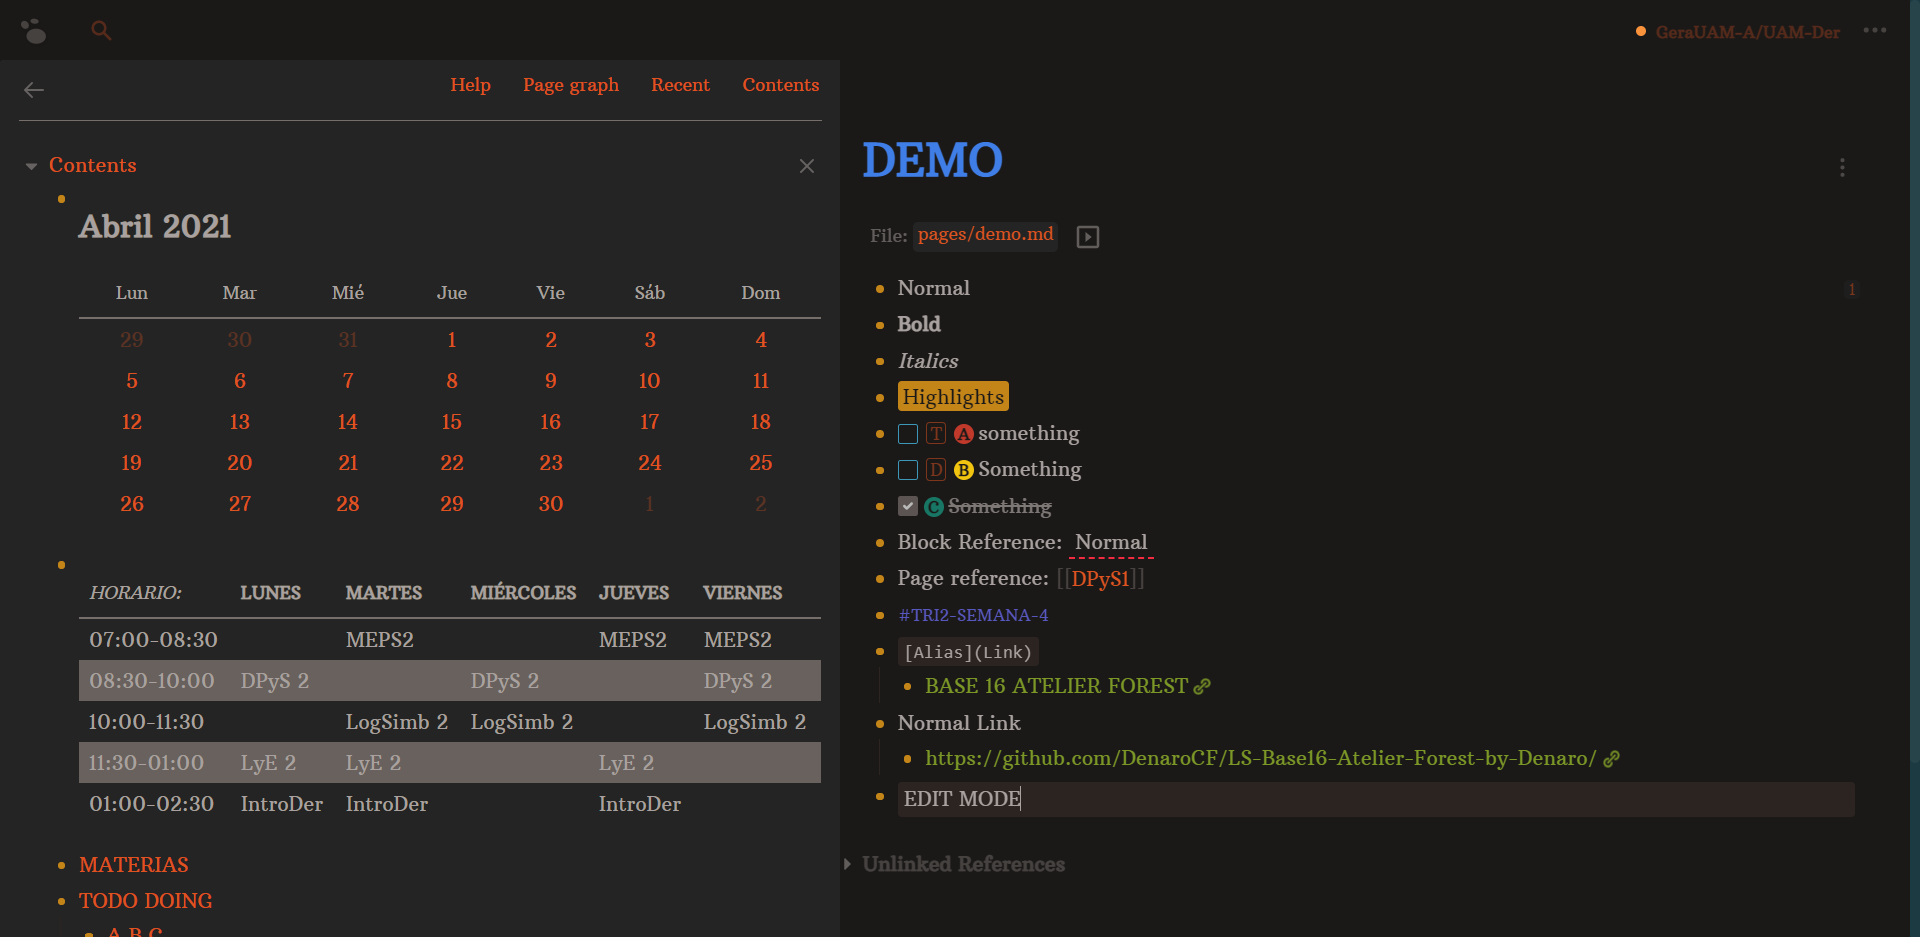 GeraUAM-A/UAM-Der
Help Page graph Recent Contents
Contents
Abril 2021
Lun Mar Mié Jue Vie Sáb Dom
29 30 31 1 2 3 4
5 6 7 8 9 10 11
12 13 14 15 16 17 18
19 20 21 22 23 24 25
26 27 28 29 30 1 2
HORARIO: LUNES MARTES MIÉRCOLES JUEVES VIERNES
07:00-08:30 MEPS2 MEPS2 MEPS2
08:30-10:00 DPyS 2 DPyS 2 DPyS 2
10:00-11:30 LogSimb 2 LogSimb 2 LogSimb 2
11:30-01:00 LyE 2 LyE 2 LyE 2
01:00-02:30 IntroDer IntroDer IntroDer
MATERIAS
TODO DOING
A B C
DEMO
File: pages/demo.md
Normal 1
Bold
Italics
Highlights
T A something
D B Something
C Something
Block Reference: Normal
Page reference: [[DPyS1]]
#TRI2-SEMANA-4
[Alias](Link)
BASE 16 ATELIER FOREST
Normal Link
https://github.com/DenaroCF/LS-Base16-Atelier-Forest-by-Denaro/
EDIT MODE
Unlinked References